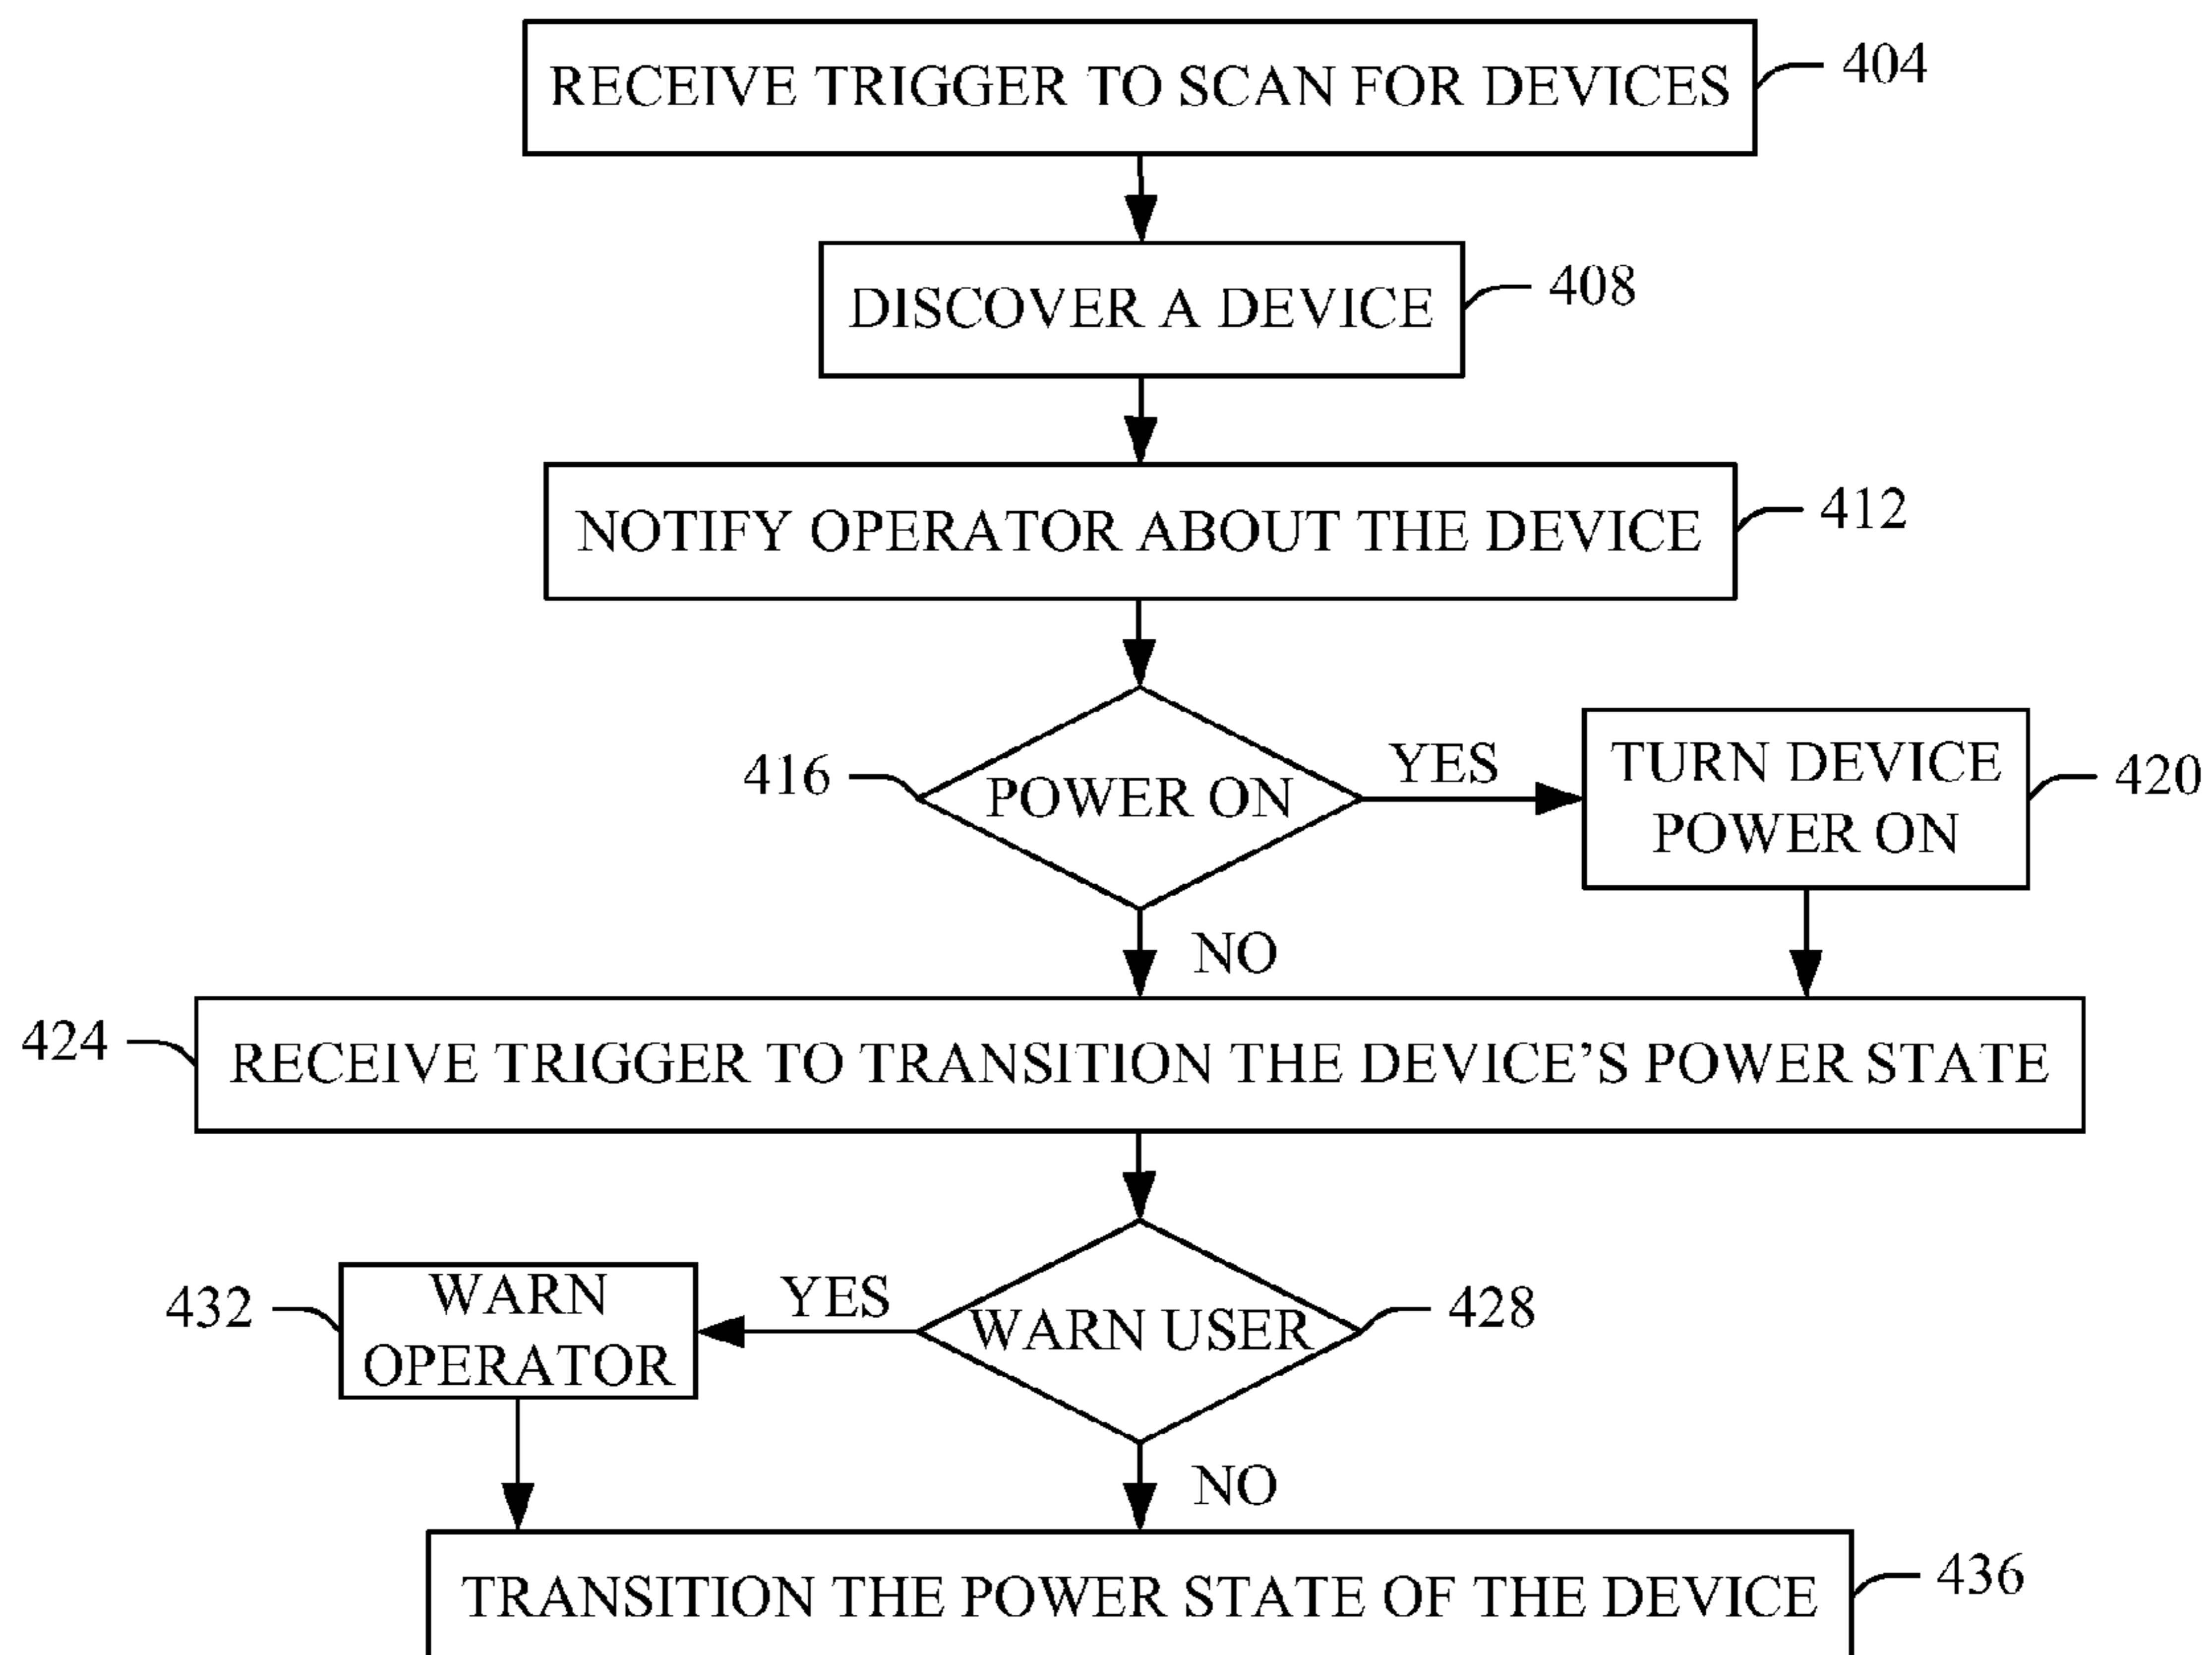 RECEIVE TRIGGER TO SCAN FOR DEVICES
404
DISCOVER A DEVICE
408
NOTIFY OPERATOR ABOUT THE DEVICE
412
416
POWER ON
YES
TURN DEVICE
POWER ON
420
NO
424
RECEIVE TRIGGER TO TRANSITION THE DEVICE’S POWER STATE
432
WARN
OPERATOR
YES
WARN USER
428
NO
TRANSITION THE POWER STATE OF THE DEVICE
436